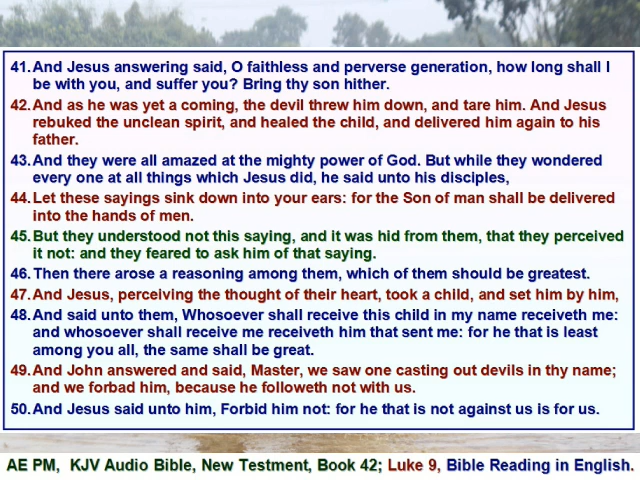 41. And Jesus answering said, O faithless and perverse generation, how long shall I
be with you, and suffer you? Bring thy son hither.
42. And as he was yet a coming, the devil threw him down, and tare him. And Jesus
rebuked the unclean spirit, and healed the child, and delivered him again to his
father.
43. And they were all amazed at the mighty power of God. But while they wondered
every one at all things which Jesus did, he said unto his disciples,
44. Let these sayings sink down into your ears: for the Son of man shall be delivered
into the hands of men.
45. But they understood not this saying, and it was hid from them, that they perceived
it not: and they feared to ask him of that saying.
46. Then there arose a reasoning among them, which of them should be greatest.
47. And Jesus, perceiving the thought of their heart, took a child, and set him by him,
48. And said unto them, Whosoever shall receive this child in my name receiveth me:
and whosoever shall receive me receiveth him that sent me: for he that is least
among you all, the same shall be great.
49. And John answered and said, Master, we saw one casting out devils in thy name;
and we forbad him, because he followeth not with us.
50. And Jesus said unto him, Forbid him not: for he that is not against us is for us.
AE PM, KJV Audio Bible, New Testment, Book 42; Luke 9, Bible Reading in English.